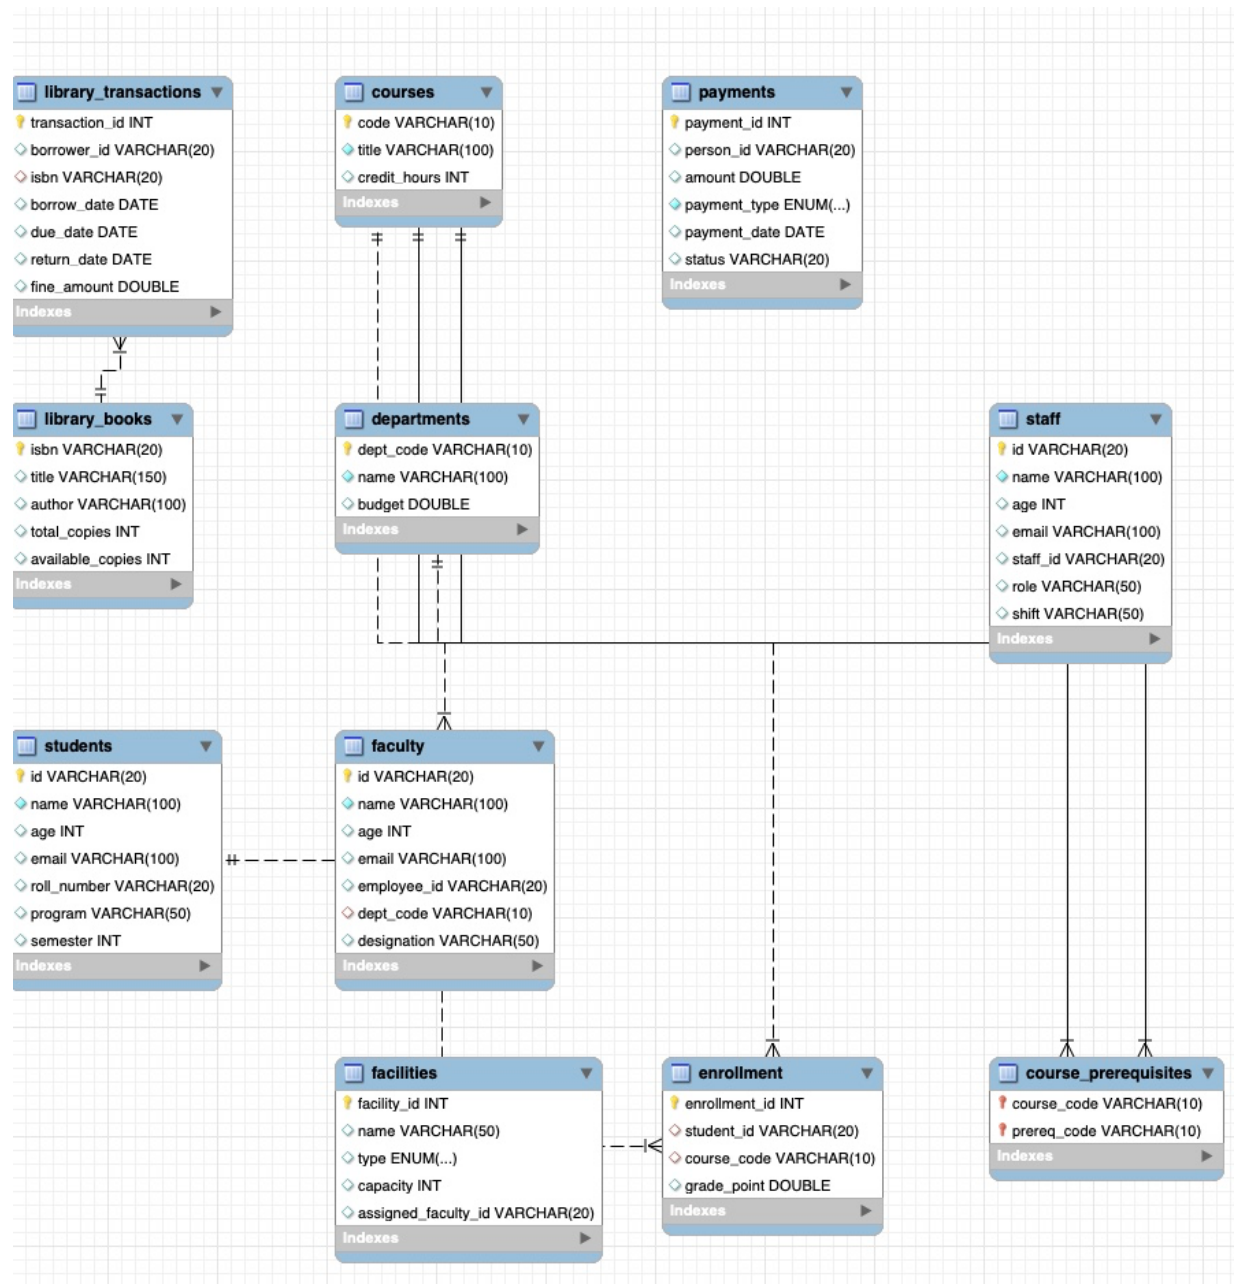 library_transactions
transaction_id INT
borrower_id VARCHAR(20)
isbn VARCHAR(20)
borrow_date DATE
due_date DATE
return_date DATE
fine_amount DOUBLE
Indexes
courses
code VARCHAR(10)
title VARCHAR(100)
credit_hours INT
Indexes
payments
payment_id INT
person_id VARCHAR(20)
amount DOUBLE
payment_type ENUM(...)
payment_date DATE
status VARCHAR(20)
Indexes
library_books
isbn VARCHAR(20)
title VARCHAR(150)
author VARCHAR(100)
total_copies INT
available_copies INT
Indexes
departments
dept_code VARCHAR(10)
name VARCHAR(100)
budget DOUBLE
Indexes
staff
id VARCHAR(20)
name VARCHAR(100)
age INT
email VARCHAR(100)
staff_id VARCHAR(20)
role VARCHAR(50)
shift VARCHAR(50)
Indexes
students
id VARCHAR(20)
name VARCHAR(100)
age INT
email VARCHAR(100)
roll_number VARCHAR(20)
program VARCHAR(50)
semester INT
Indexes
faculty
id VARCHAR(20)
name VARCHAR(100)
age INT
email VARCHAR(100)
employee_id VARCHAR(20)
dept_code VARCHAR(10)
designation VARCHAR(50)
Indexes
facilities
facility_id INT
name VARCHAR(50)
type ENUM(...)
capacity INT
assigned_faculty_id VARCHAR(20)
Indexes
enrollment
enrollment_id INT
student_id VARCHAR(20)
course_code VARCHAR(10)
grade_point DOUBLE
Indexes
course_prerequisites
course_code VARCHAR(10)
prereq_code VARCHAR(10)
Indexes